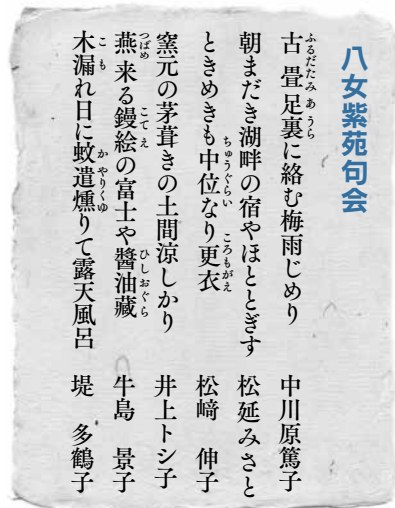 八女紫苑句会
古畳足裏に絡む梅雨じめり　中川原篤子
朝まだき湖畔の宿やほととぎす　松延みさと
ときめきも中位なり更衣　松﨑　伸子
窯元の茅葺きの土間涼しかり　井上トシ子
燕来る鏝絵の富士や醬油藏　牛島　景子
木漏れ日に蚊遣燻りて露天風呂　堤　多鶴子
ふるだたみ あうら
ちゅうぐらい ころもがえ
つばめ こてえ ひしおぐら
こも かやりくゆ